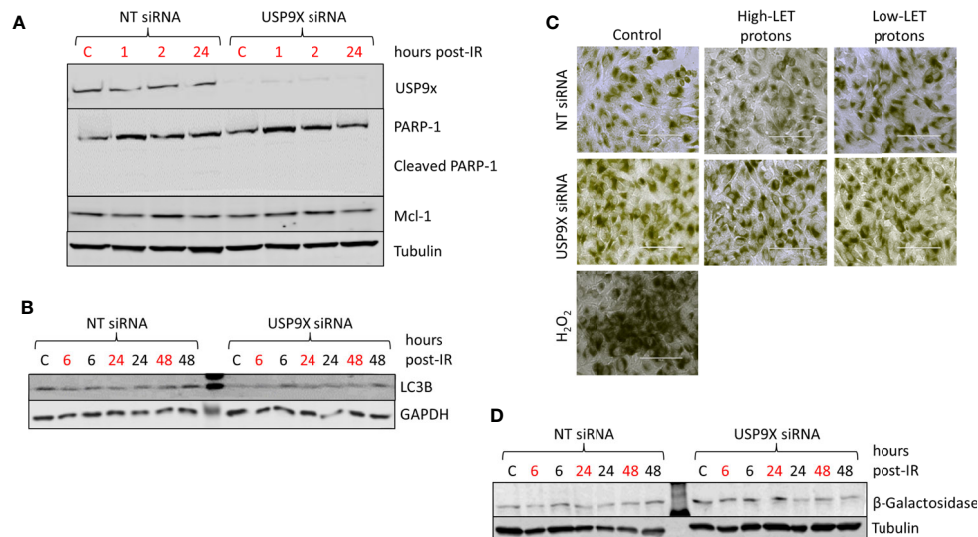 A
NT siRNA USP9X siRNA
C 1 2 24 C 1 2 24 hours post-IR
USP9x
PARP-1
Cleaved PARP-1
Mcl-1
Tubulin
B
NT siRNA USP9X siRNA
hours
C 6 6 24 24 48 48 C 6 6 24 24 48 48 post-IR
LC3B
GAPDH
C
Control High-LET protons Low-LET protons
NT siRNA
USP9X siRNA
H₂O₂
D
NT siRNA USP9X siRNA
hours
C 6 6 24 24 48 48 C 6 6 24 24 48 48 post-IR
β-Galactosidase
Tubulin